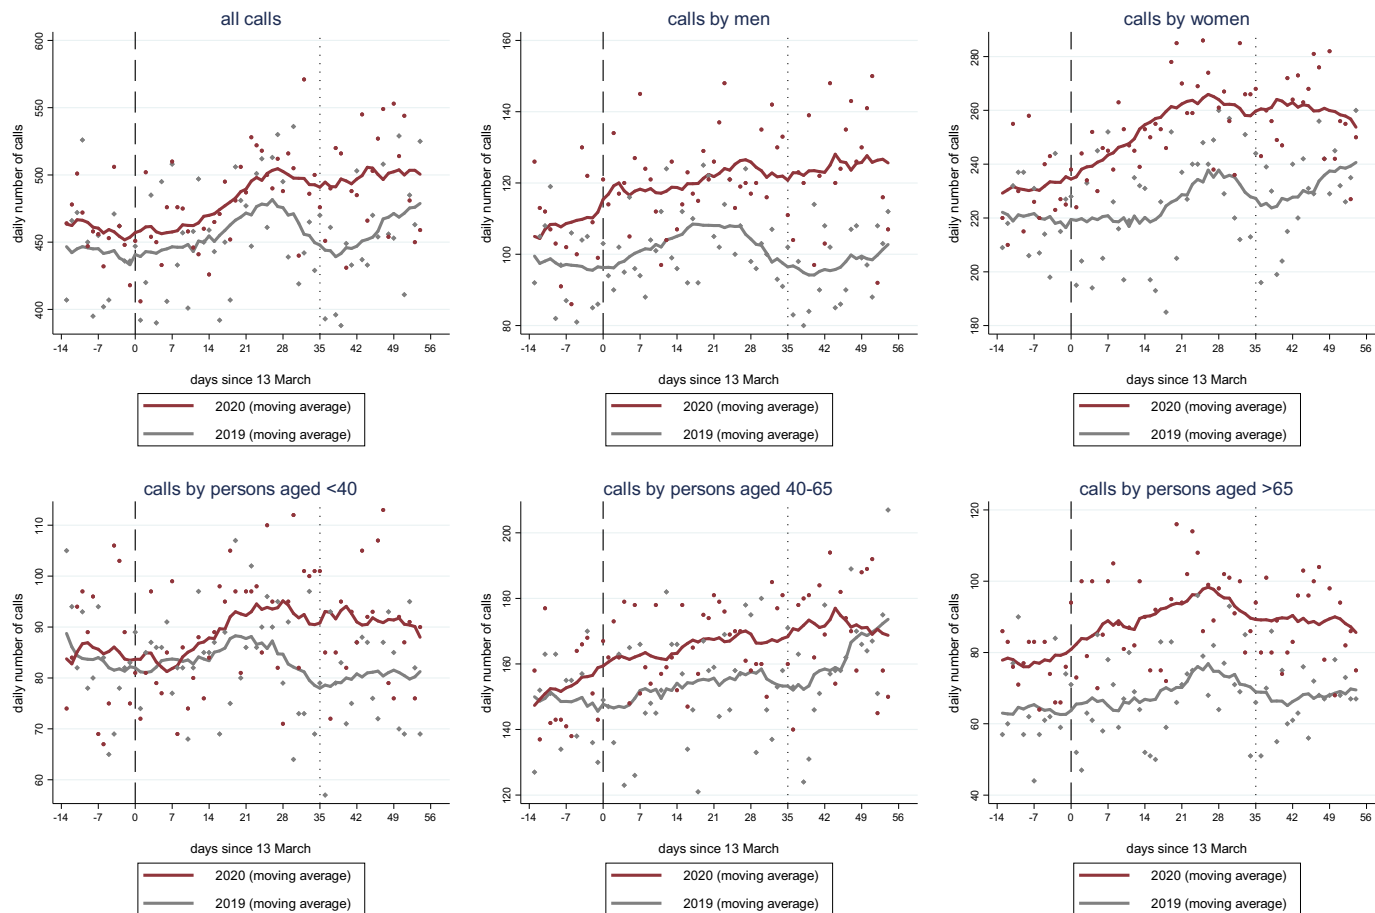 all calls
calls by men
calls by women
daily number of calls
600
550
500
450
400
-14 -7 0 7 14 21 28 35 42 49 56
days since 13 March
2020 (moving average)
2019 (moving average)
daily number of calls
160
140
120
100
80
-14 -7 0 7 14 21 28 35 42 49 56
days since 13 March
2020 (moving average)
2019 (moving average)
daily number of calls
280
260
240
220
200
180
-14 -7 0 7 14 21 28 35 42 49 56
days since 13 March
2020 (moving average)
2019 (moving average)
calls by persons aged <40
calls by persons aged 40-65
calls by persons aged >65
daily number of calls
110
100
90
80
70
60
-14 -7 0 7 14 21 28 35 42 49 56
days since 13 March
2020 (moving average)
2019 (moving average)
daily number of calls
200
180
160
140
120
-14 -7 0 7 14 21 28 35 42 49 56
days since 13 March
2020 (moving average)
2019 (moving average)
daily number of calls
120
100
80
60
40
-14 -7 0 7 14 21 28 35 42 49 56
days since 13 March
2020 (moving average)
2019 (moving average)